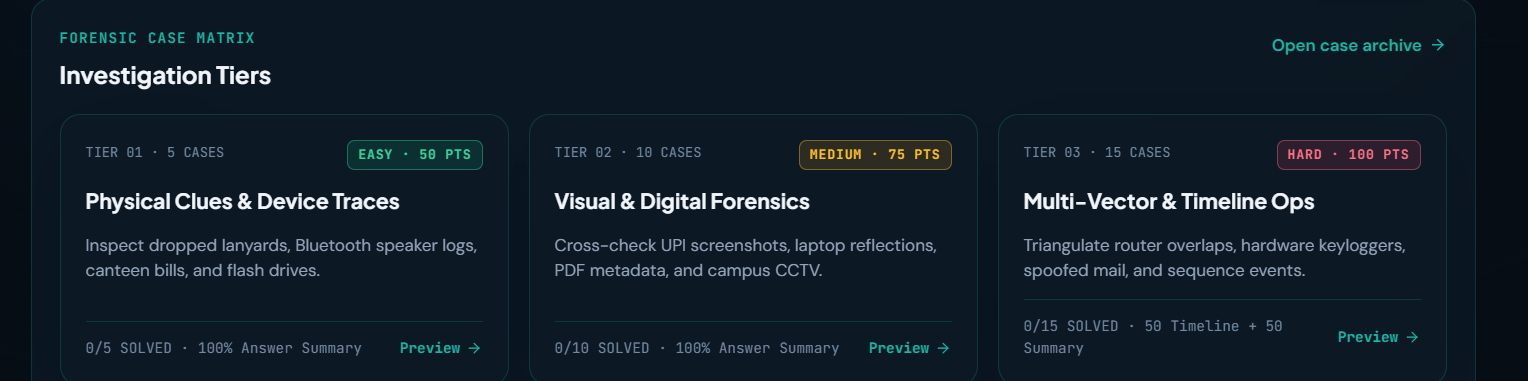 FORENSIC CASE MATRIX
Open case archive →
Investigation Tiers
TIER 01 · 5 CASES
EASY · 50 PTS
Physical Clues & Device Traces
Inspect dropped lanyards, Bluetooth speaker logs,
canteen bills, and flash drives.
0/5 SOLVED · 100% Answer Summary
Preview →
TIER 02 · 10 CASES
MEDIUM · 75 PTS
Visual & Digital Forensics
Cross-check UPI screenshots, laptop reflections,
PDF metadata, and campus CCTV.
0/10 SOLVED · 100% Answer Summary
Preview →
TIER 03 · 15 CASES
HARD · 100 PTS
Multi-Vector & Timeline Ops
Triangulate router overlaps, hardware keyloggers,
spoofed mail, and sequence events.
0/15 SOLVED · 50 Timeline + 50
Summary
Preview →